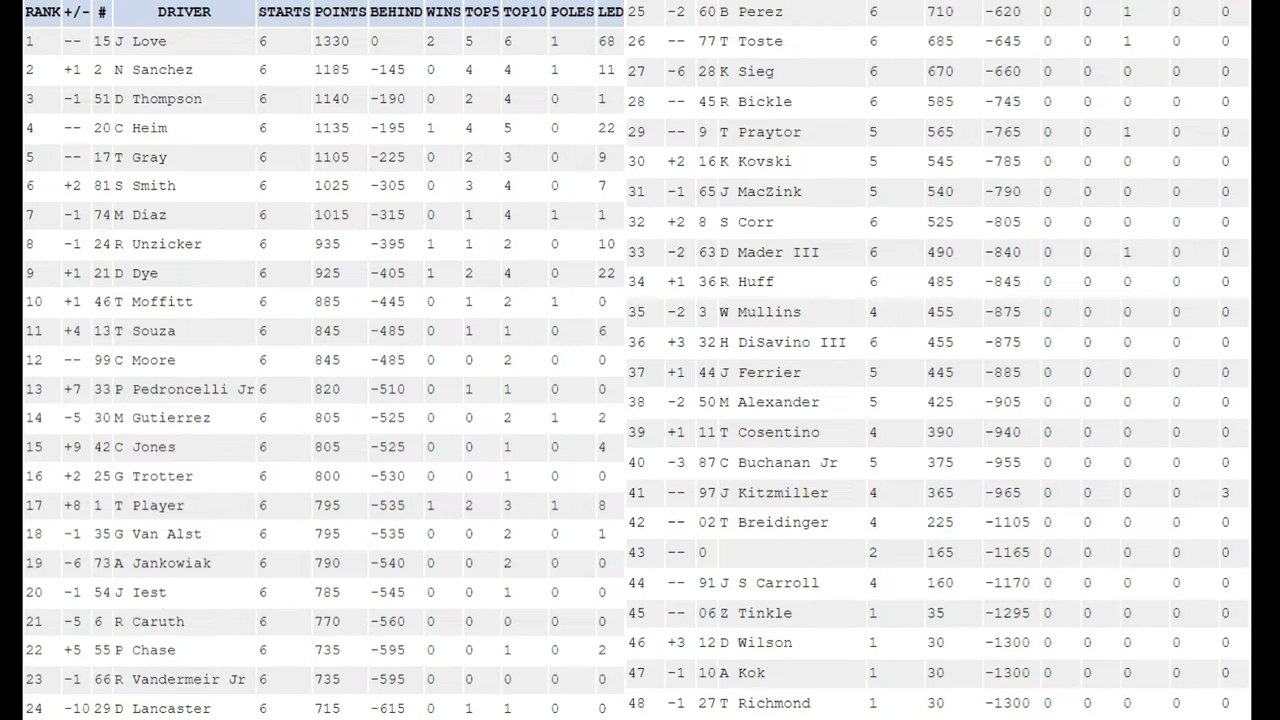 RANK +/- # DRIVER STARTS POINTS BEHIND WINS TOP5 TOP10 POLES LED
1 -- 15 J Love 6 1330 0 2 5 6 1 68
2 +1 2 N Sanchez 6 1185 -145 0 4 4 1 11
3 -1 51 D Thompson 6 1140 -190 0 2 4 0 1
4 -- 20 C Heim 6 1135 -195 1 4 5 0 22
5 -- 17 T Gray 6 1105 -225 0 2 3 0 9
6 +2 81 S Smith 6 1025 -305 0 3 4 0 7
7 -1 74 M Diaz 6 1015 -315 0 1 4 1 1
8 -1 24 R Unzicker 6 935 -395 1 1 2 0 10
9 +1 21 D Dye 6 925 -405 1 2 4 0 22
10 +1 46 T Moffitt 6 885 -445 0 1 2 1 0
11 +4 13 T Souza 6 845 -485 0 1 1 0 6
12 -- 99 C Moore 6 845 -485 0 0 2 0 0
13 +7 33 P Pedroncelli Jr 6 820 -510 0 1 1 0 0
14 -5 30 M Gutierrez 6 805 -525 0 0 2 1 2
15 +9 42 C Jones 6 805 -525 0 0 1 0 4
16 +2 25 G Trotter 6 800 -530 0 0 1 0 0
17 +8 1 T Player 6 795 -535 1 2 3 1 8
18 -1 35 G Van Alst 6 795 -535 0 0 2 0 1
19 -6 73 A Jankowiak 6 790 -540 0 0 2 0 0
20 -1 54 J Iest 6 785 -545 0 0 1 0 0
21 -5 6 R Caruth 6 770 -560 0 0 0 0 0
22 +5 55 P Chase 6 735 -595 0 0 1 0 2
23 -1 66 R Vandermeir Jr 6 735 -595 0 0 0 0 0
24 -10 29 D Lancaster 6 715 -615 0 1 1 0 0
25 -2 60 B Perez 6 710 -620 0 0 1 0 0
26 -- 77 T Toste 6 685 -645 0 0 1 0 0
27 -6 28 K Sieg 6 670 -660 0 0 0 0 0
28 -- 45 R Bickle 6 585 -745 0 0 0 0 0
29 -- 9 T Praytor 5 565 -765 0 0 1 0 0
30 +2 16 K Kovski 5 545 -785 0 0 0 0 0
31 -1 65 J MacZink 5 540 -790 0 0 0 0 0
32 +2 8 S Corr 6 525 -805 0 0 0 0 0
33 -2 63 D Mader III 6 490 -840 0 0 1 0 0
34 +1 36 R Huff 6 485 -845 0 0 0 0 0
35 -2 3 W Mullins 4 455 -875 0 0 0 0 0
36 +3 32 H DiSavino III 6 455 -875 0 0 0 0 0
37 +1 44 J Ferrier 5 445 -885 0 0 0 0 0
38 -2 50 M Alexander 5 425 -905 0 0 0 0 0
39 +1 11 T Cosentino 4 390 -940 0 0 0 0 0
40 -3 87 C Buchanan Jr 5 375 -955 0 0 0 0 0
41 -- 97 J Kitzmiller 4 365 -965 0 0 0 0 3
42 -- 02 T Breidinger 4 225 -1105 0 0 0 0 0
43 -- 0 2 165 -1165 0 0 0 0 0
44 -- 91 J S Carroll 4 160 -1170 0 0 0 0 0
45 -- 06 Z Tinkle 1 35 -1295 0 0 0 0 0
46 +3 12 D Wilson 1 30 -1300 0 0 0 0 0
47 -1 10 A Kok 1 30 -1300 0 0 0 0 0
48 -1 27 T Richmond 1 30 -1300 0 0 0 0 0